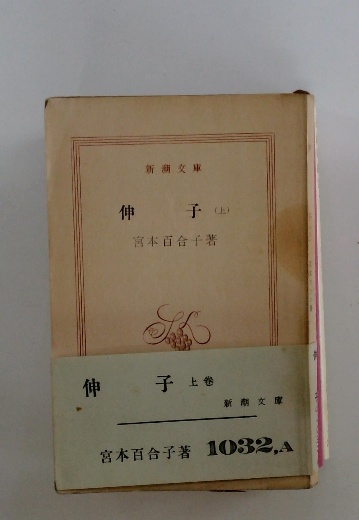 新潮文庫
伸子(上)
宮本百合子著
伸子 上巻
新潮文庫
宮本百合子著 1032,A